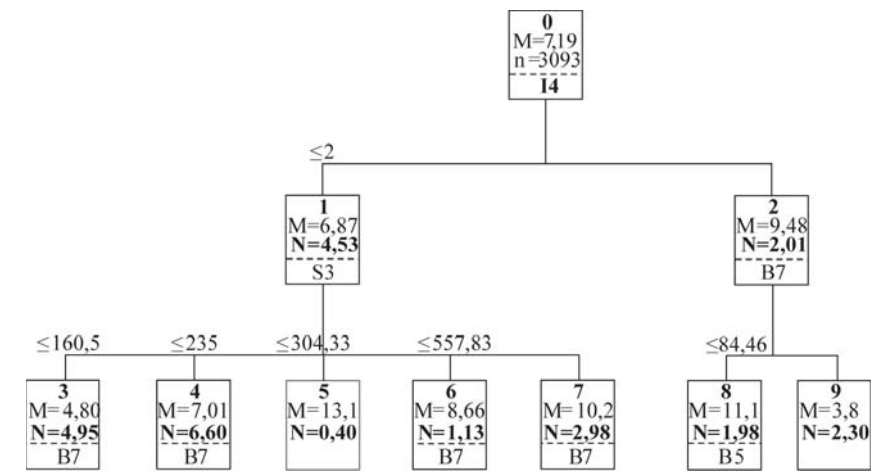 0
M=7,19
n=3093
I4
≤2
1
M=6,87
N=4,53
S3
2
M=9,48
N=2,01
B7
≤160,5
≤235
≤304,33
≤557,83
≤84,46
3
M=4,80
N=4,95
B7
4
M=7,01
N=6,60
B7
5
M=13,1
N=0,40
6
M=8,66
N=1,13
B7
7
M=10,2
N=2,98
B7
8
M=11,1
N=1,98
B5
9
M=3,8
N=2,30